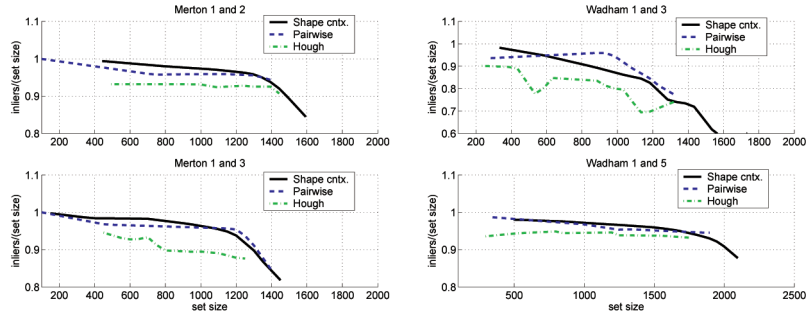 Merton 1 and 2
1.1
1
0.9
0.8
inliers/(set size)
Shape cntx.
Pairwise
Hough
200 400 600 800 1000 1200 1400 1600 1800 2000
Wadham 1 and 3
1.1
1
0.9
0.8
0.7
0.6
inliers/(set size)
Shape cntx.
Pairwise
Hough
200 400 600 800 1000 1200 1400 1600 1800 2000
Merton 1 and 3
1.1
1
0.9
0.8
inliers/(set size)
Shape cntx.
Pairwise
Hough
200 400 600 800 1000 1200 1400 1600 1800 2000
set size
Wadham 1 and 5
1.1
1
0.9
0.8
inliers/(set size)
Shape cntx.
Pairwise
Hough
500 1000 1500 2000 2500
set size